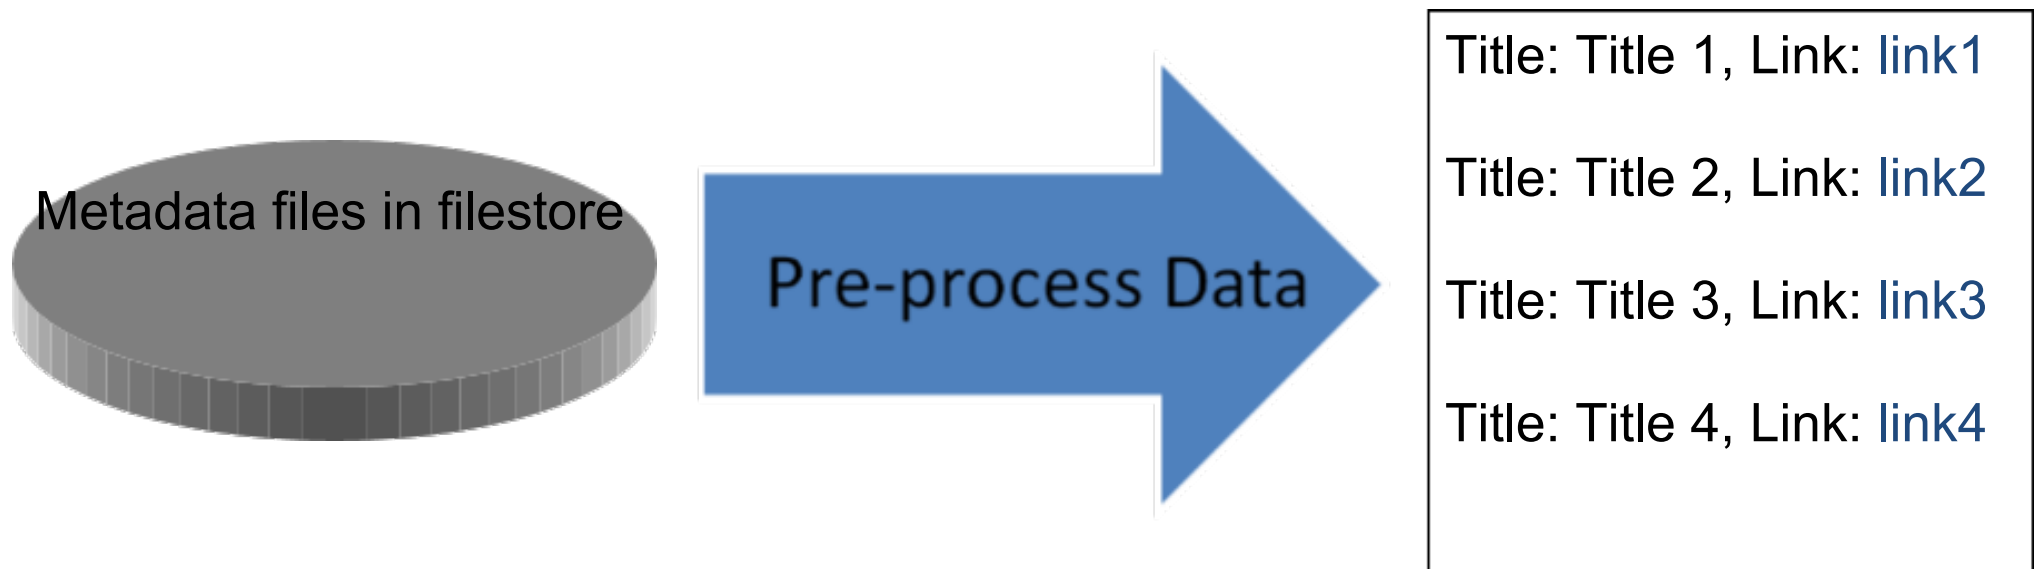 Metadata files in filestore
Pre-process Data
Title: Title 1, Link: link1
Title: Title 2, Link: link2
Title: Title 3, Link: link3
Title: Title 4, Link: link4